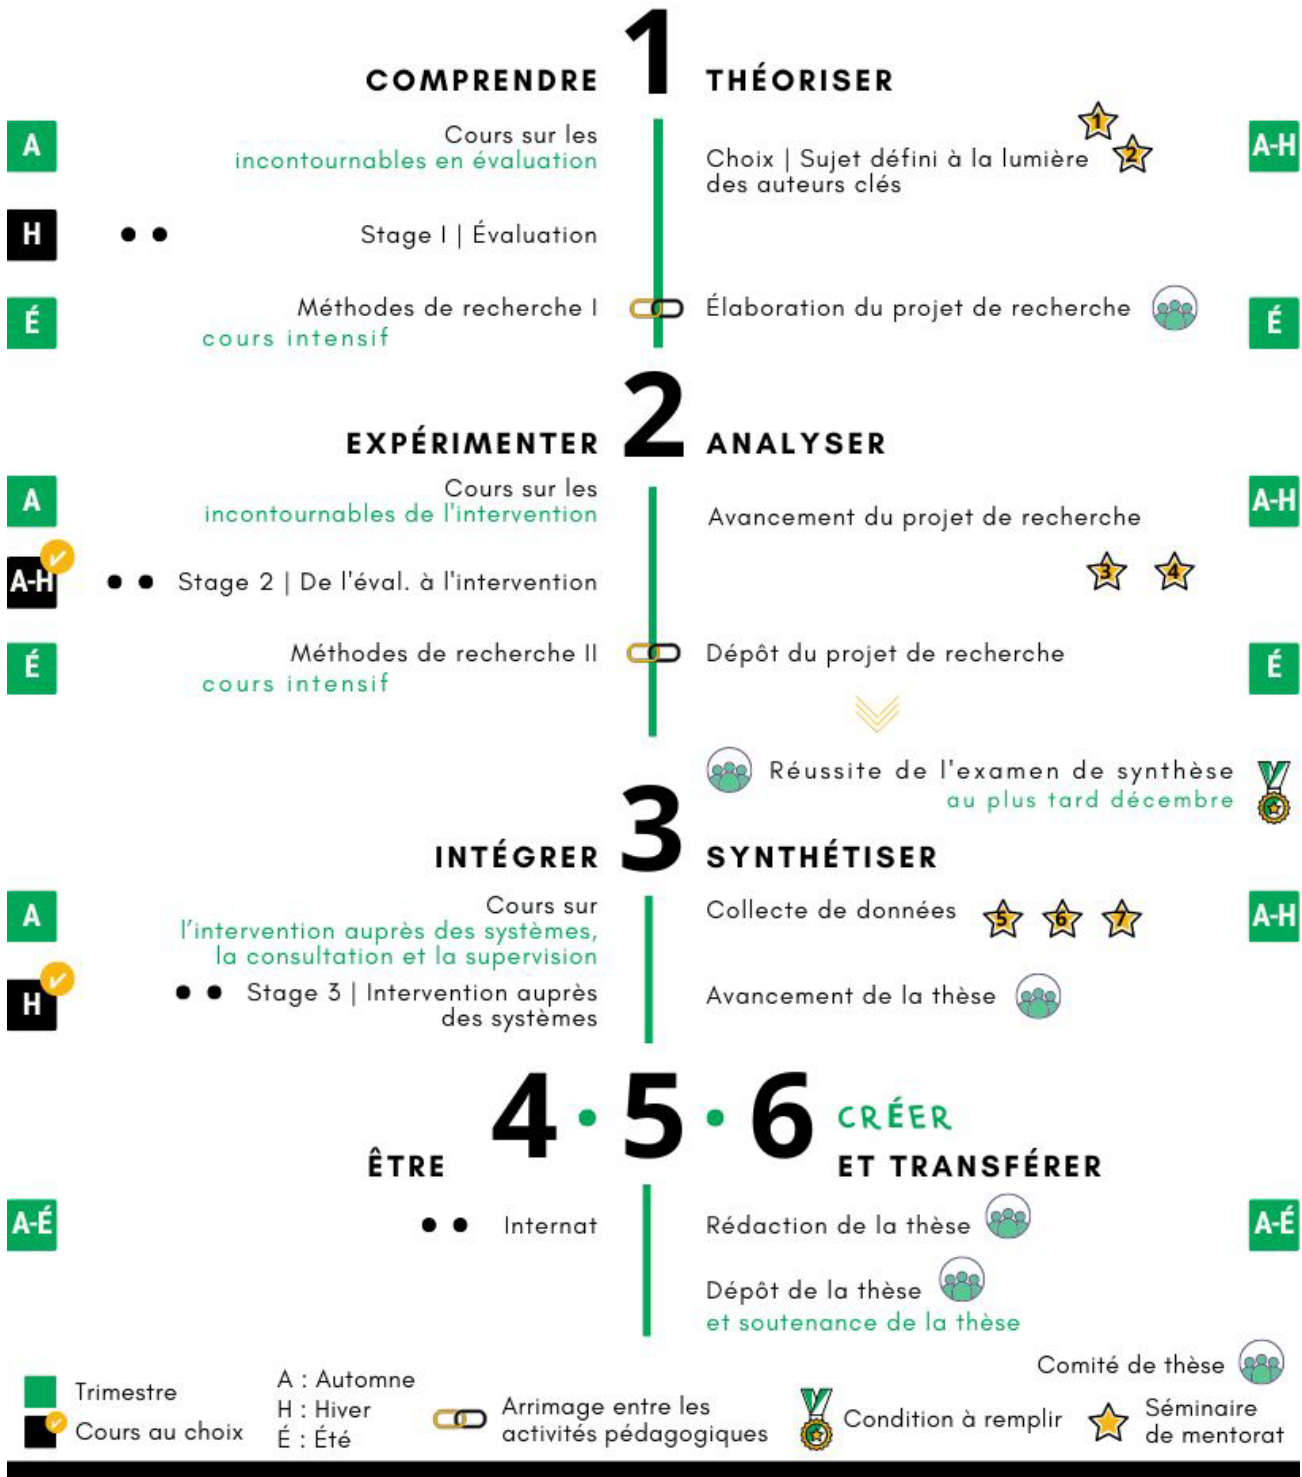 1
COMPRENDRE
THÉORISER
A
Cours sur les
incontournables en évaluation
1
2
Choix | Sujet défini à la lumière
des auteurs clés
A-H
H
Stage I | Évaluation
É
Méthodes de recherche I
cours intensif
Élaboration du projet de recherche
É
2
EXPÉRIMENTER
ANALYSER
A
Cours sur les
incontournables de l'intervention
Avancement du projet de recherche
A-H
A-H
Stage 2 | De l'éval. à l'intervention
3
4
É
Méthodes de recherche II
cours intensif
Dépôt du projet de recherche
É
Réussite de l'examen de synthèse
au plus tard décembre
3
INTÉGRER
SYNTHÉTISER
A
Cours sur
l'intervention auprès des systèmes,
la consultation et la supervision
Collecte de données
5
6
7
A-H
H
Stage 3 | Intervention auprès
des systèmes
Avancement de la thèse
4 • 5 • 6
CRÉER
ÊTRE
ET TRANSFÉRER
A-É
Internat
Rédaction de la thèse
A-É
Dépôt de la thèse
et soutenance de la thèse
Trimestre
Cours au choix
A : Automne
H : Hiver
É : Été
Arrimage entre les
activités pédagogiques
Condition à remplir
Comité de thèse
Séminaire
de mentorat